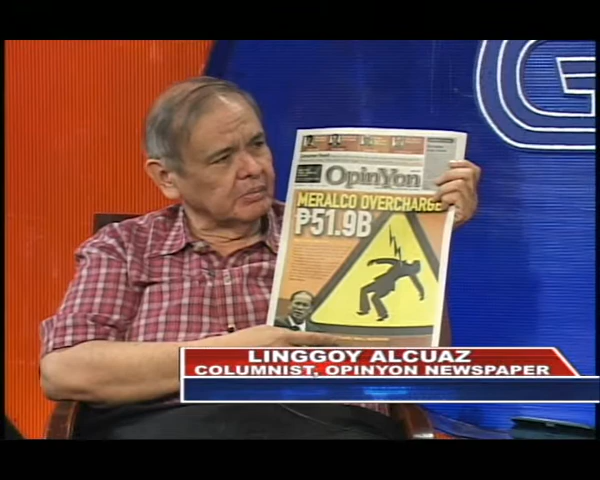 OpinYon
MERALCO OVERCHARGE
₱51.9B
G
LINGGOY ALCUAZ
COLUMNIST, OPINYON NEWSPAPER